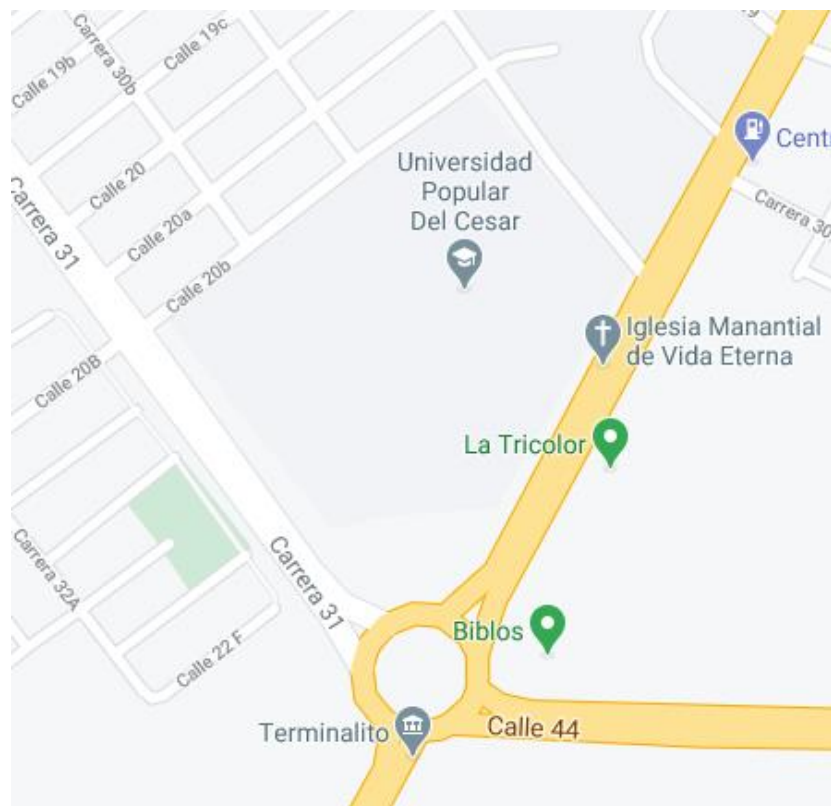 Carrera 30b
Calle 19c
Calle 19b
Calle 20
Calle 20a
Calle 20b
Carrera 31
Calle 20B
Universidad
Popular
Del Cesar
Centr
Carrera 30
Iglesia Manantial
de Vida Eterna
La Tricolor
Carrera 32A
Carrera 31
Calle 22 F
Biblos
Terminalito
Calle 44